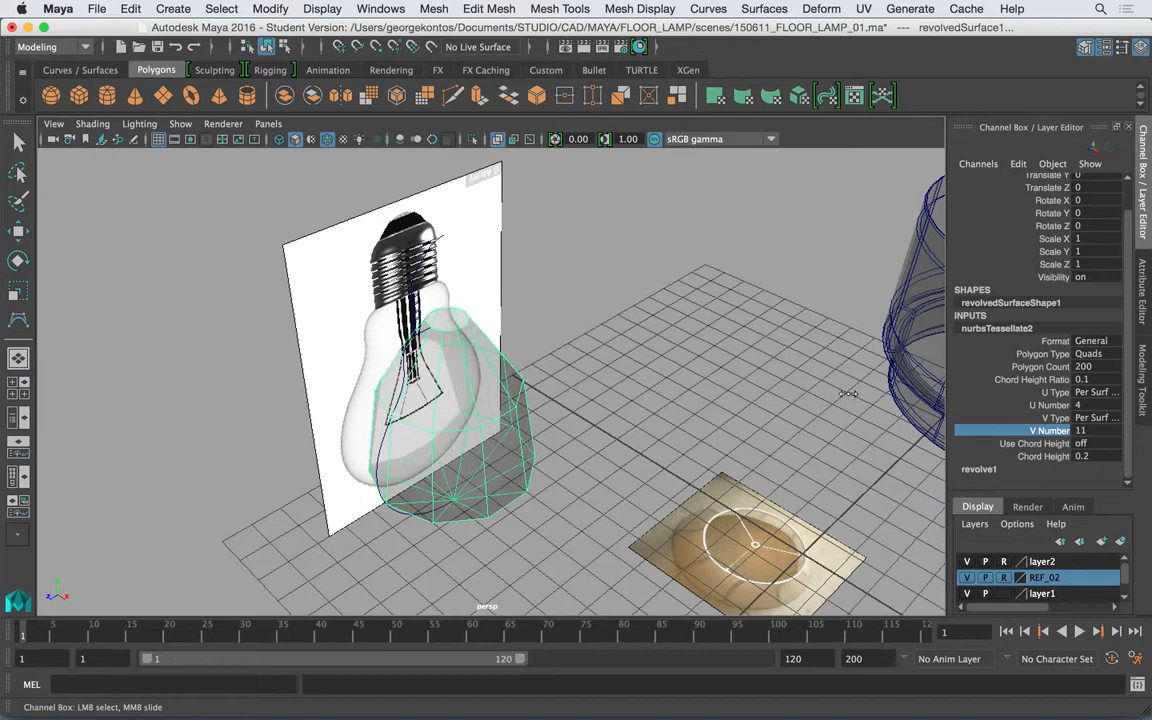 Maya File Edit Create Select Modify Display Windows Mesh Edit Mesh Mesh Tools Mesh Display Curves Surfaces Deform UV Generate Cache Help
Autodesk Maya 2016 - Student Version: /Users/georgekontos/Documents/STUDIO/CAD/MAYA/FLOOR_LAMP/scenes/150611_FLOOR_LAMP_01.ma* --- revolvedSurface1...
Modeling No Live Surface
Curves / Surfaces Polygons Sculpting Rigging Animation Rendering FX FX Caching Custom Bullet TURTLE XGen
View Shading Lighting Show Renderer Panels
0.00 1.00 sRGB gamma
Channel Box / Layer Editor
Channels Edit Object Show
Translate Y 0
Translate Z 0
Rotate X 0
Rotate Y 0
Rotate Z 0
Scale X 1
Scale Y 1
Scale Z 1
Visibility on
SHAPES
revolvedSurfaceShape1
INPUTS
nurbsTessellate2
Format General
Polygon Type Quads
Polygon Count 200
Chord Height Ratio 0.1
U Type Per Surf ...
U Number 4
V Type Per Surf ...
V Number 11
Use Chord Height off
Chord Height 0.2
revolve1
Display Render Anim
Layers Options Help
V P R layer2
V P R REF_02
V P layer1
Channel Box / Layer Editor
Attribute Editor
Modeling Toolkit
persp
1 5 10 15 20 25 30 35 40 45 50 55 60 65 70 75 80 85 90 95 100 105 110 115 12 1
1 1 1 120 120 200 No Anim Layer No Character Set
MEL
Channel Box: LMB select, MMB slide